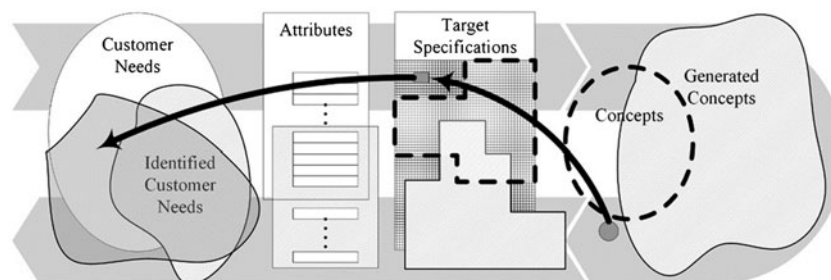 Customer
Needs
Identified
Customer
Needs
Attributes
Target
Specifications
Concepts
Generated
Concepts